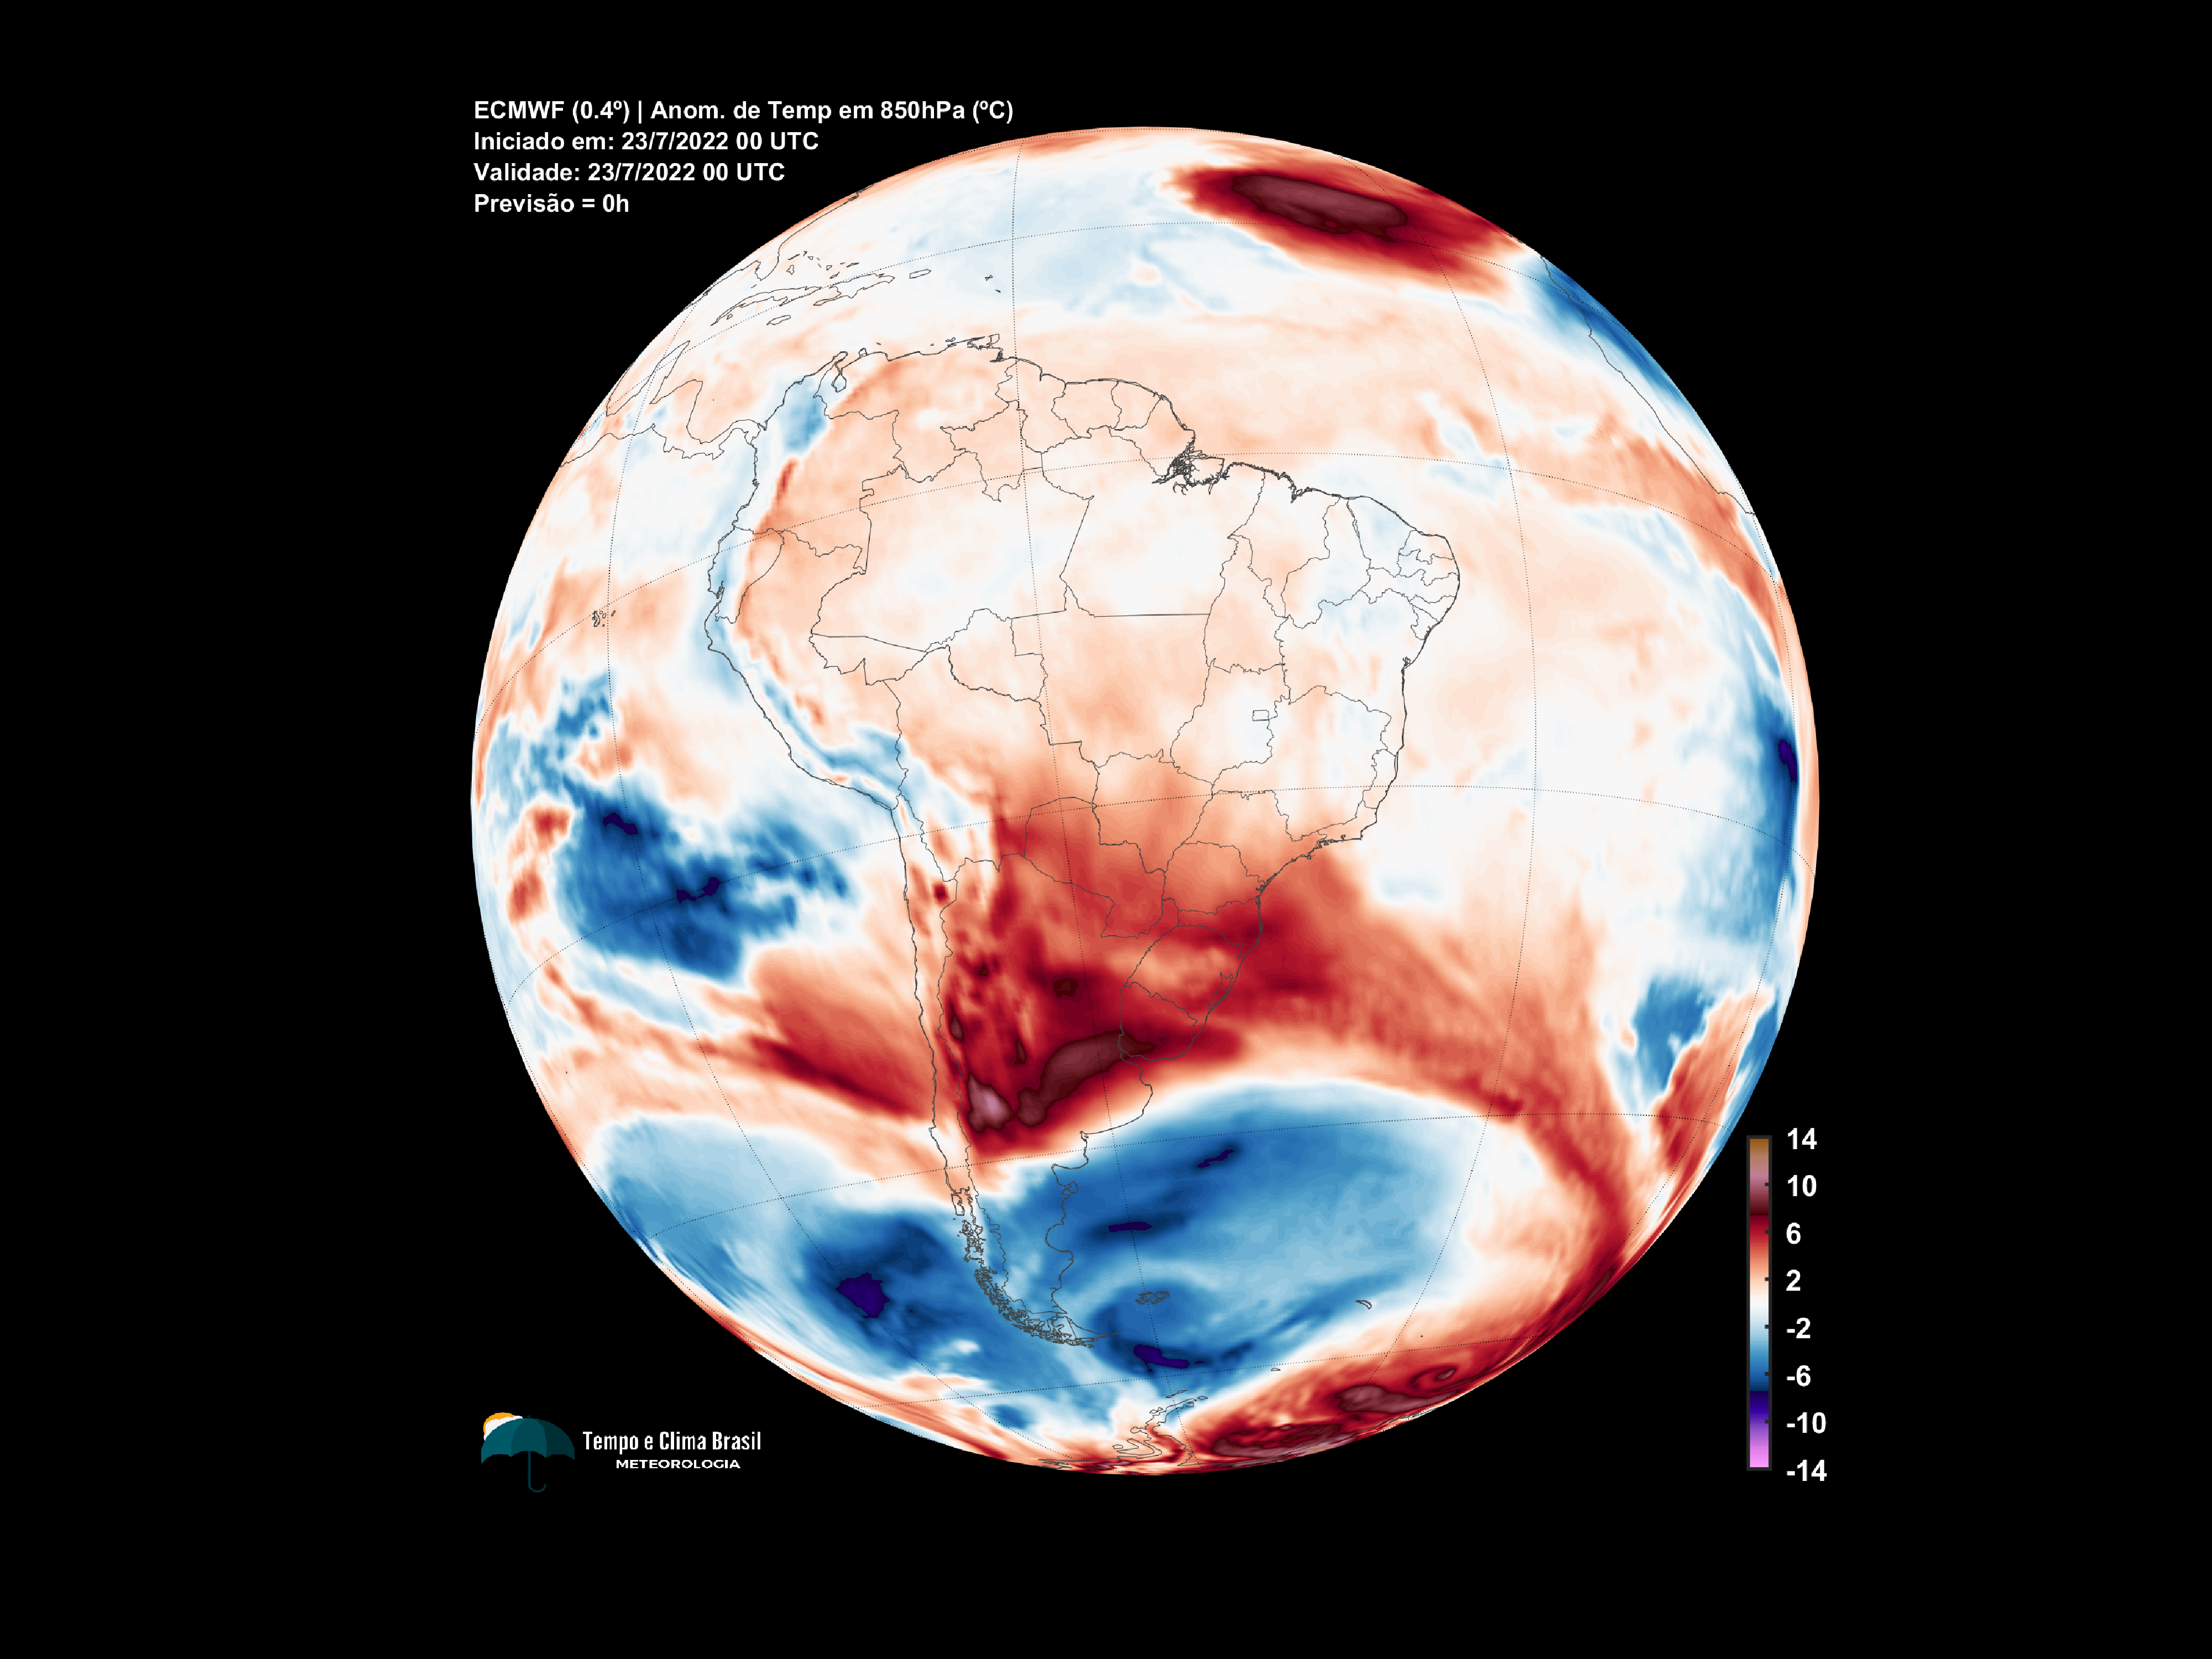 ECMWF (0.4º) | Anom. de Temp em 850hPa (ºC)
Iniciado em: 23/7/2022 00 UTC
Validade: 23/7/2022 00 UTC
Previsão = 0h
14
10
6
2
-2
-6
-10
-14
Tempo e Clima Brasil
METEOROLOGIA